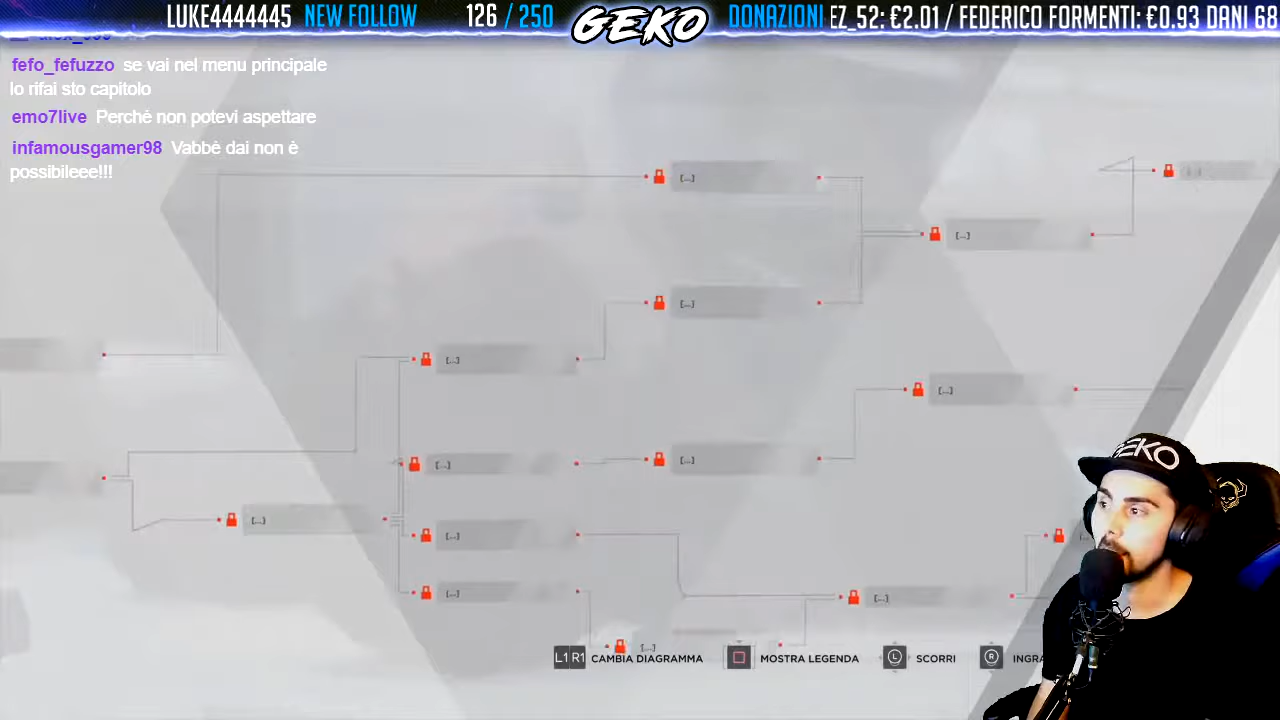 LUKE4444445 NEW FOLLOW 126 / 250 GEKO DONAZIONI EZ_52: €2.01 / FEDERICO FORMENTI: €0.93 DANI 68
fefo_fefuzzo se vai nel menu principale
lo rifai sto capitolo
emo7live Perchè non potevi aspettare
infamousgamer98 Vabbè dai non è
possibileee!!!
[...]
[...]
[...]
[...]
[...]
[...]
[...]
[...]
[...]
[...]
[...]
[...]
[...]
GEKO
L1 R1 CAMBIA DIAGRAMMA MOSTRA LEGENDA L SCORRI R INGRA